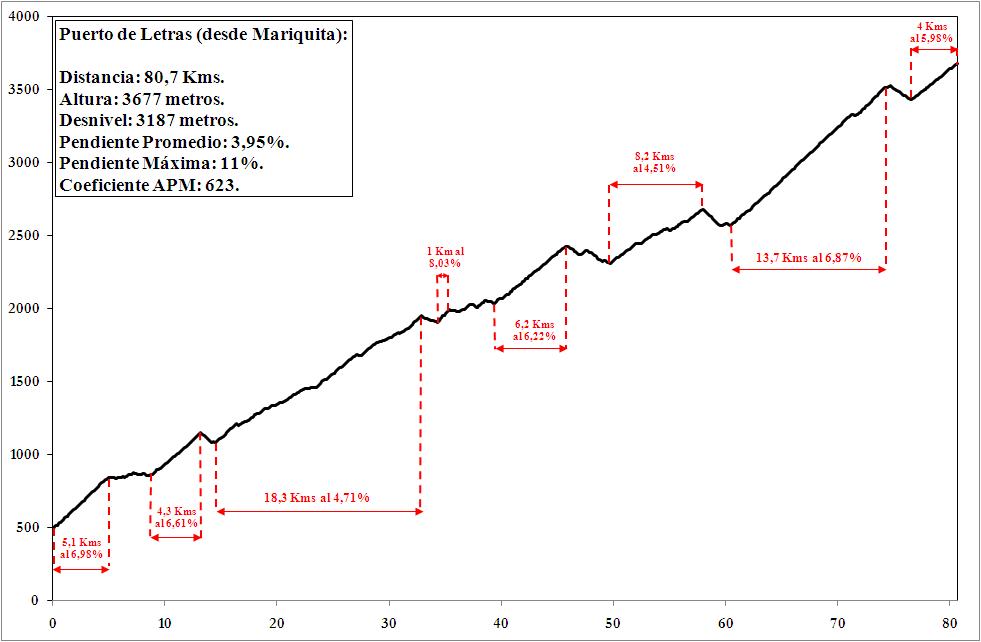 Puerto de Letras (desde Mariquita):
Distancia: 80,7 Kms.
Altura: 3677 metros.
Desnivel: 3187 metros.
Pendiente Promedio: 3,95%.
Pendiente Máxima: 11%.
Coeficiente APM: 623.
4000
3500
3000
2500
2000
1500
1000
500
0
5,1 Kms
al 6,98%
4,3 Kms
al 6,61%
18,3 Kms al 4,71%
1 Km al
8,03%
6,2 Kms
al 6,22%
8,2 Kms
al 4,51%
13,7 Kms al 6,87%
4 Kms
al 5,98%
0
10
20
30
40
50
60
70
80